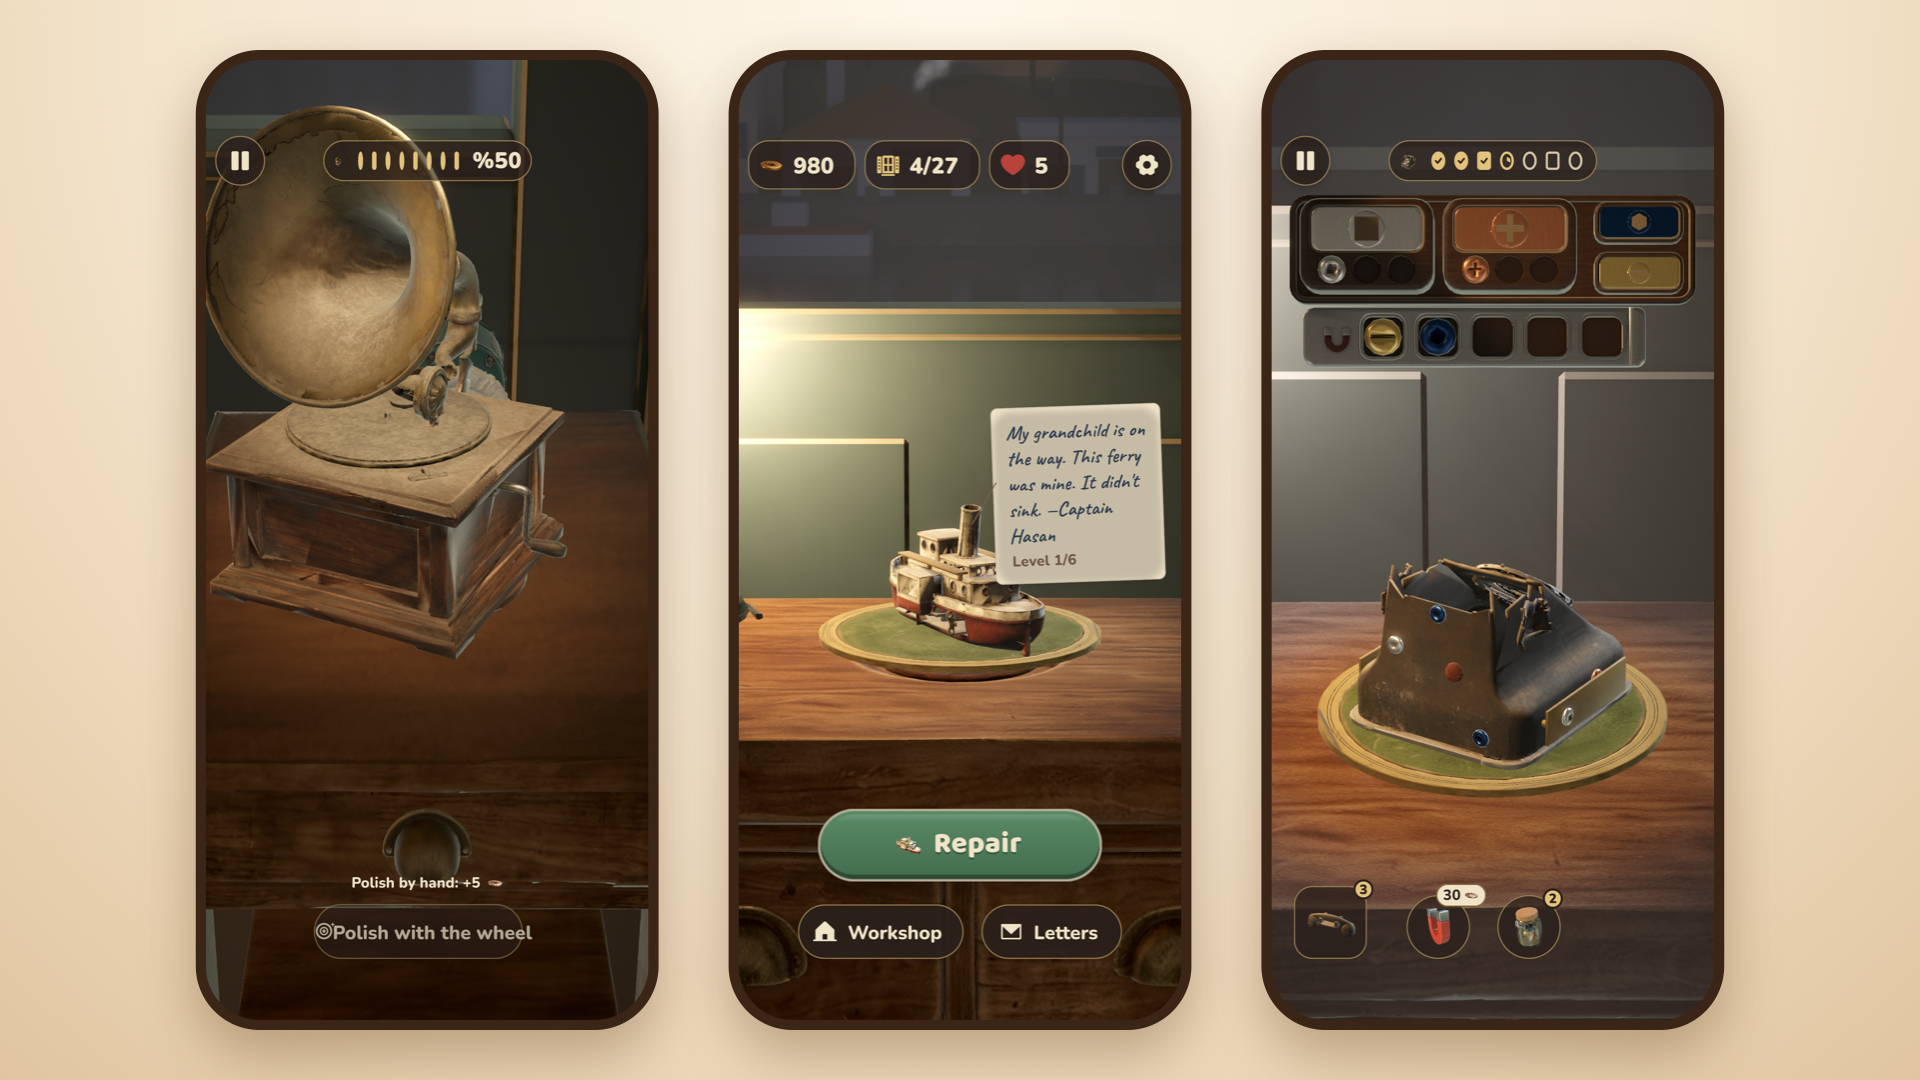 %50
Polish by hand: +5
Polish with the wheel
980
4/27
5
My grandchild is on
the way. This ferry
was mine. It didn't
sink. —Captain
Hasan
Level 1/6
Repair
Workshop
Letters
3
30
2